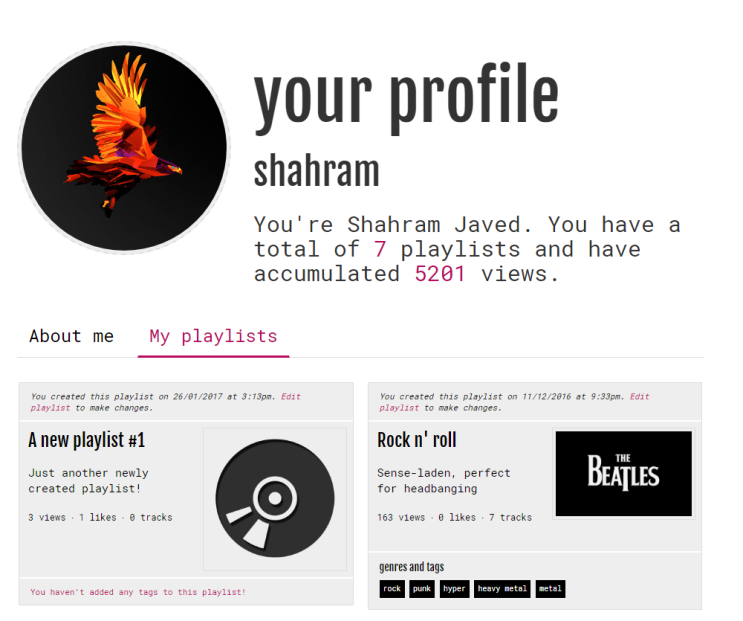 your profile
shahram
You're Shahram Javed. You have a
total of 7 playlists and have
accumulated 5201 views.
About me
My playlists
You created this playlist on 26/01/2017 at 3:13pm. Edit
playlist to make changes.
A new playlist #1
Just another newly
created playlist!
3 views · 1 likes · 0 tracks
You haven't added any tags to this playlist!
You created this playlist on 11/12/2016 at 9:33pm. Edit
playlist to make changes.
Rock n' roll
Sense-laden, perfect
for headbanging
163 views · 0 likes · 7 tracks
THE
BEATLES
genres and tags
rock punk hyper heavy metal metal